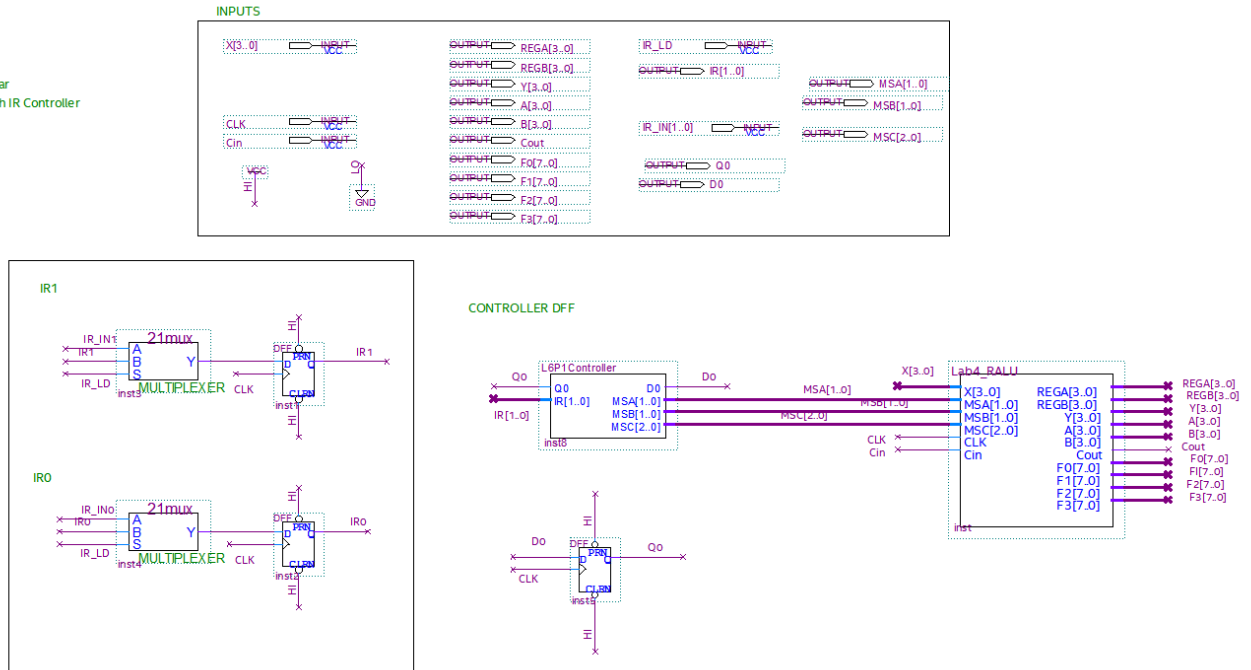 INPUTS
X[3..0] INPUT VCC
OUTPUT REGA[3..0]
IR_LD INPUT VCC
OUTPUT REGB[3..0]
OUTPUT IR[1..0]
ar
OUTPUT Y[3..0]
OUTPUT MSA[1..0]
h IR Controller
OUTPUT A[3..0]
OUTPUT MSB[1..0]
CLK INPUT VCC
OUTPUT B[3..0]
IR_IN[1..0] INPUT VCC
OUTPUT MSC[2..0]
Cin INPUT VCC
OUTPUT Cout
VCC
HI
LO
GND
OUTPUT F0[7..0]
OUTPUT Q0
OUTPUT F1[7..0]
OUTPUT D0
OUTPUT F2[7..0]
OUTPUT F3[7..0]
IR1
21mux
IR_IN1 A
IR1 B Y
IR_LD S
MULTIPLEXER
inst3
HI
DFF PRN
D Q IR1
CLK
CLRN
inst1
HI
IR0
21mux
IR_IN0 A
IR0 B Y
IR_LD S
MULTIPLEXER
inst4
HI
DFF PRN
D Q IR0
CLK
CLRN
inst2
HI
CONTROLLER DFF
L6P1Controller
Q0 Q0 D0 D0
IR[1..0] IR[1..0] MSA[1..0] MSA[1..0]
MSB[1..0] MSB[1..0]
MSC[2..0] MSC[2..0]
inst8
HI
DFF PRN
D0 D Q Q0
CLK
CLRN
inst5
HI
Lab4_RALU
X[3..0] X[3..0] REGA[3..0] REGA[3..0]
MSA[1..0] REGB[3..0] REGB[3..0]
MSB[1..0] Y[3..0] Y[3..0]
MSC[2..0] A[3..0] A[3..0]
CLK CLK B[3..0] B[3..0]
Cin Cin Cout Cout
F0[7..0] F0[7..0]
F1[7..0] F1[7..0]
F2[7..0] F2[7..0]
F3[7..0] F3[7..0]
inst